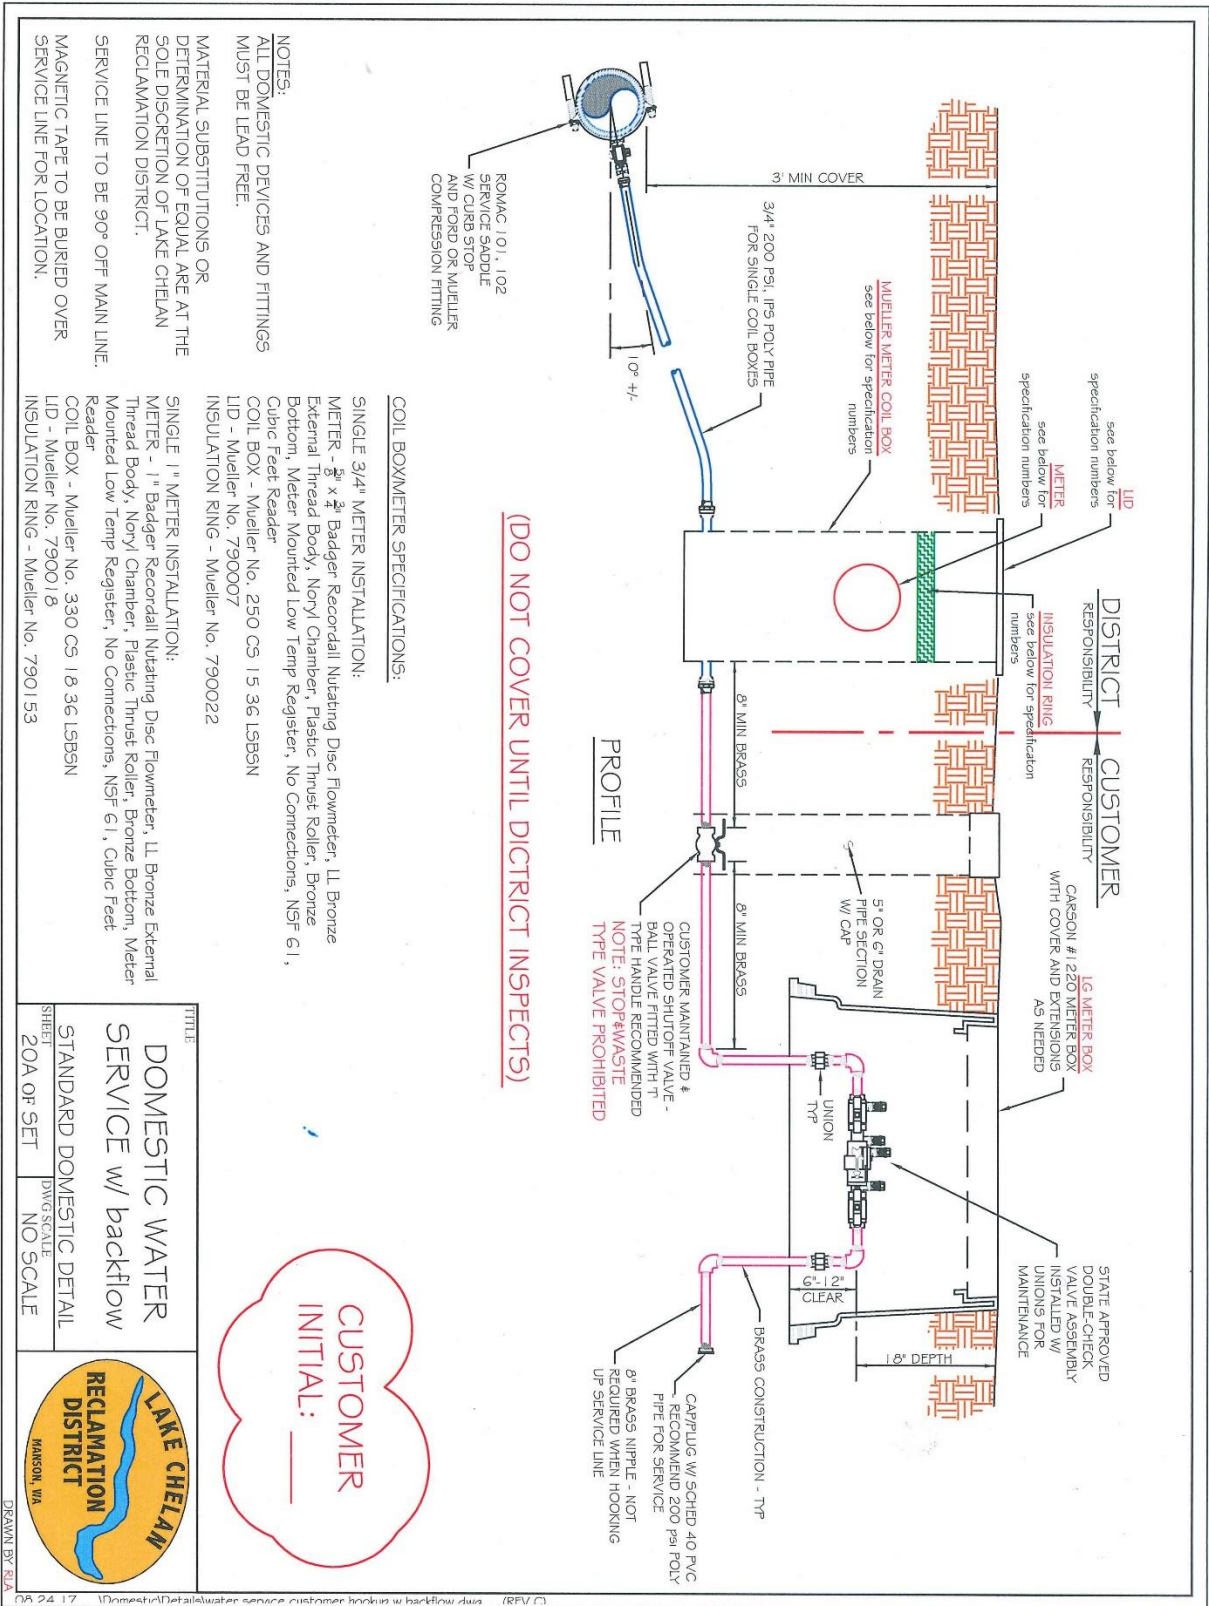 see below for
LID
specification numbers
see below for
METER
specification numbers
MUELLER METER COIL BOX
see below for specification
numbers
INSULATION RING
see below for specificaton
numbers
DISTRICT
RESPONSIBILITY
CUSTOMER
RESPONSIBILITY
LG METER BOX
CARSON #1220 METER BOX
WITH COVER AND EXTENSIONS
AS NEEDED
STATE APPROVED
DOUBLE-CHECK
VALVE ASSEMBLY
INSTALLED W/
UNIONS FOR
MAINTENANCE
3' MIN COVER
3/4" 200 PSI, IPS POLY PIPE
FOR SINGLE COIL BOXES
10° +/-
ROMAC 101, 102
SERVICE SADDLE
W/ CURB STOP
AND FORD OR MUELLER
COMPRESSION FITTING
8" MIN BRASS
8" MIN BRASS
5" OR 6" DRAIN
PIPE SECTION
W/ CAP
UNION
TYP
6"-12"
CLEAR
18" DEPTH
BRASS CONSTRUCTION - TYP
CAP/PLUG W/ SCHED 40 PVC
- RECOMMEND 200 PSI POLY
PIPE FOR SERVICE
8" BRASS NIPPLE - NOT
REQUIRED WHEN HOOKING
UP SERVICE LINE
CUSTOMER MAINTAINED &
OPERATED SHUTOFF VALVE -
BALL VALVE FITTED WITH 'T'
TYPE HANDLE RECOMMENDED
NOTE: STOP&WASTE
TYPE VALVE PROHIBITED
PROFILE
(DO NOT COVER UNTIL DICTRICT INSPECTS)
NOTES:
ALL DOMESTIC DEVICES AND FITTINGS
MUST BE LEAD FREE.
MATERIAL SUBSTITUTIONS OR
DETERMINATION OF EQUAL ARE AT THE
SOLE DISCRETION OF LAKE CHELAN
RECLAMATION DISTRICT.
SERVICE LINE TO BE 90° OFF MAIN LINE.
MAGNETIC TAPE TO BE BURIED OVER
SERVICE LINE FOR LOCATION.
COIL BOX/METER SPECIFICATIONS:
SINGLE 3/4" METER INSTALLATION:
METER - 5/8" x 3/4" Badger Recordall Nutating Disc Flowmeter, LL Bronze
External Thread Body, Noryl Chamber, Plastic Thrust Roller, Bronze
Bottom, Meter Mounted Low Temp Register, No Connections, NSF 61,
Cubic Feet Reader
COIL BOX - Mueller No. 250 CS 15 36 LSBSN
LID - Mueller No. 790007
INSULATION RING - Mueller No. 790022
SINGLE 1" METER INSTALLATION:
METER - 1" Badger Recordall Nutating Disc Flowmeter, LL Bronze External
Thread Body, Noryl Chamber, Plastic Thrust Roller, Bronze Bottom, Meter
Mounted Low Temp Register, No Connections, NSF 61, Cubic Feet
Reader
COIL BOX - Mueller No. 330 CS 18 36 LSBSN
LID - Mueller No. 790018
INSULATION RING - Mueller No. 790153
CUSTOMER
INITIAL: ____
TITLE
DOMESTIC WATER
SERVICE w/ backflow
STANDARD DOMESTIC DETAIL
SHEET
20A OF SET
DWG SCALE
NO SCALE
LAKE CHELAN
RECLAMATION
DISTRICT
MANSON, WA
DRAWN BY RLA
08.24.17 \Domestic\Details\water service customer hookup w backflow.dwg (REV C)